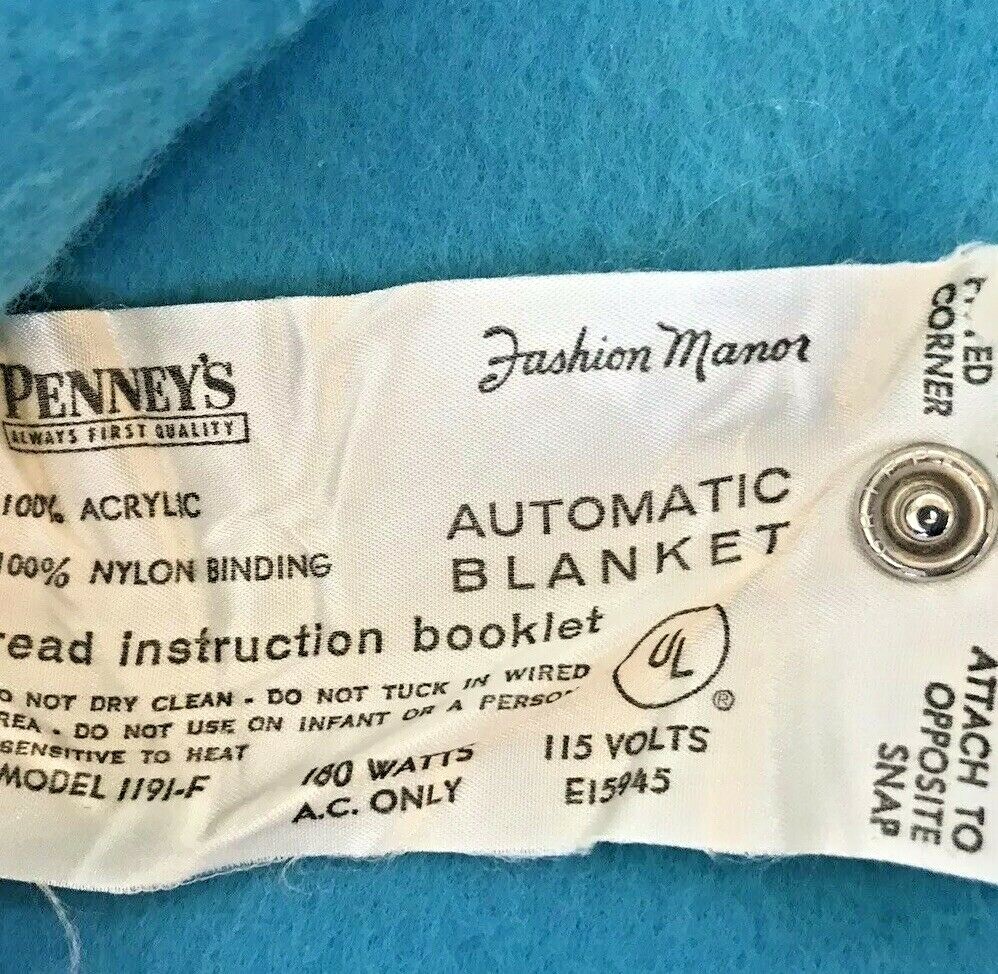 PENNEY'S
ALWAYS FIRST QUALITY
Fashion Manor
100% ACRYLIC
100% NYLON BINDING
AUTOMATIC
BLANKET
read instruction booklet
DO NOT DRY CLEAN - DO NOT TUCK IN WIRED
AREA - DO NOT USE ON INFANT OR A PERSON
SENSITIVE TO HEAT
MODEL 1191-F
UL
®
WATTS
A.C. ONLY
115 VOLTS
E15945
FITTED
CORNER
ATTACH TO
OPPOSITE
SNAP